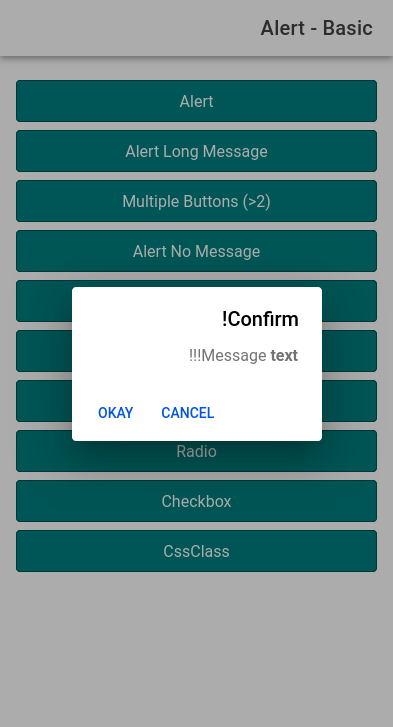 Alert - Basic
Alert
Alert Long Message
Multiple Buttons (>2)
Alert No Message
!Confirm
!!!Message text
OKAY
CANCEL
Radio
Checkbox
CssClass